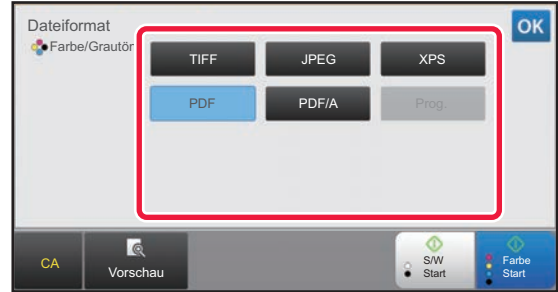 Dateiformat
OK
Farbe/Grautör
TIFF JPEG XPS
PDF PDF/A Prog.
CA
Vorschau
S/W
Start
Farbe
Start